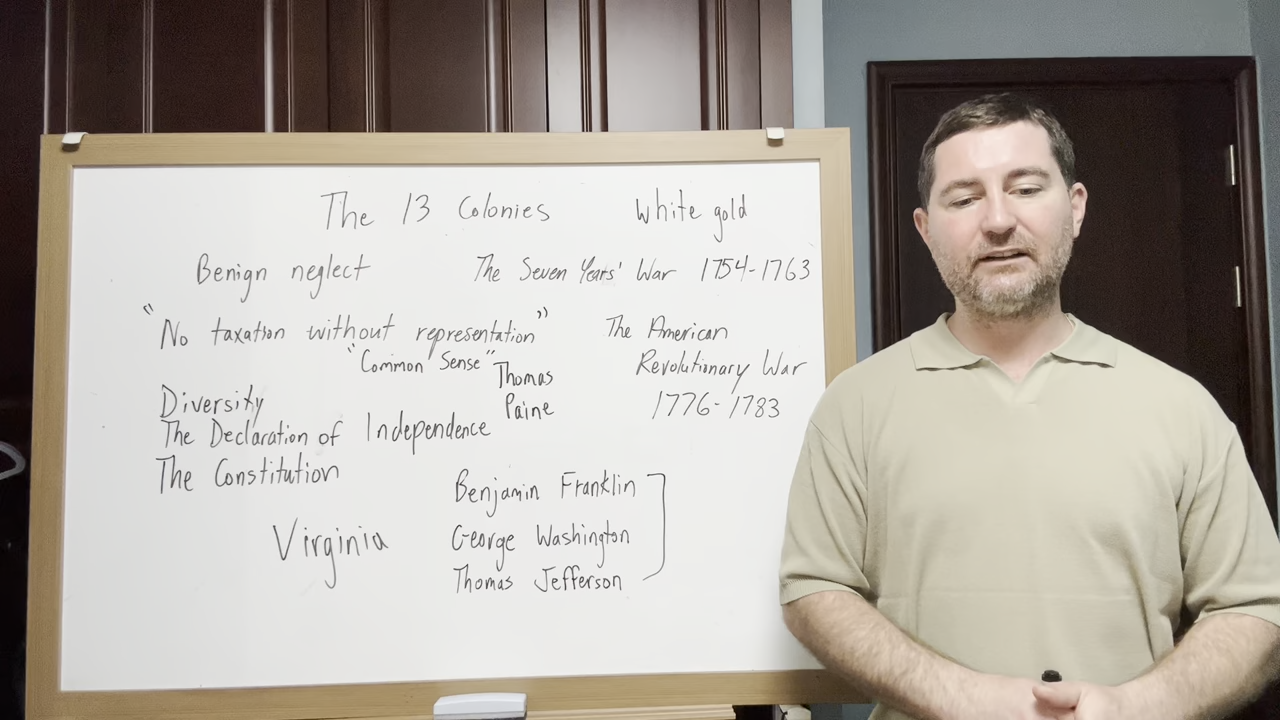 The 13 Colonies
White gold
Benign neglect
The Seven Years' War 1754-1763
"No taxation without representation"
"Common Sense" Thomas
Paine
The American
Revolutionary War
1776-1783
Diversity
The Declaration of Independence
The Constitution
Virginia
Benjamin Franklin
George Washington
Thomas Jefferson